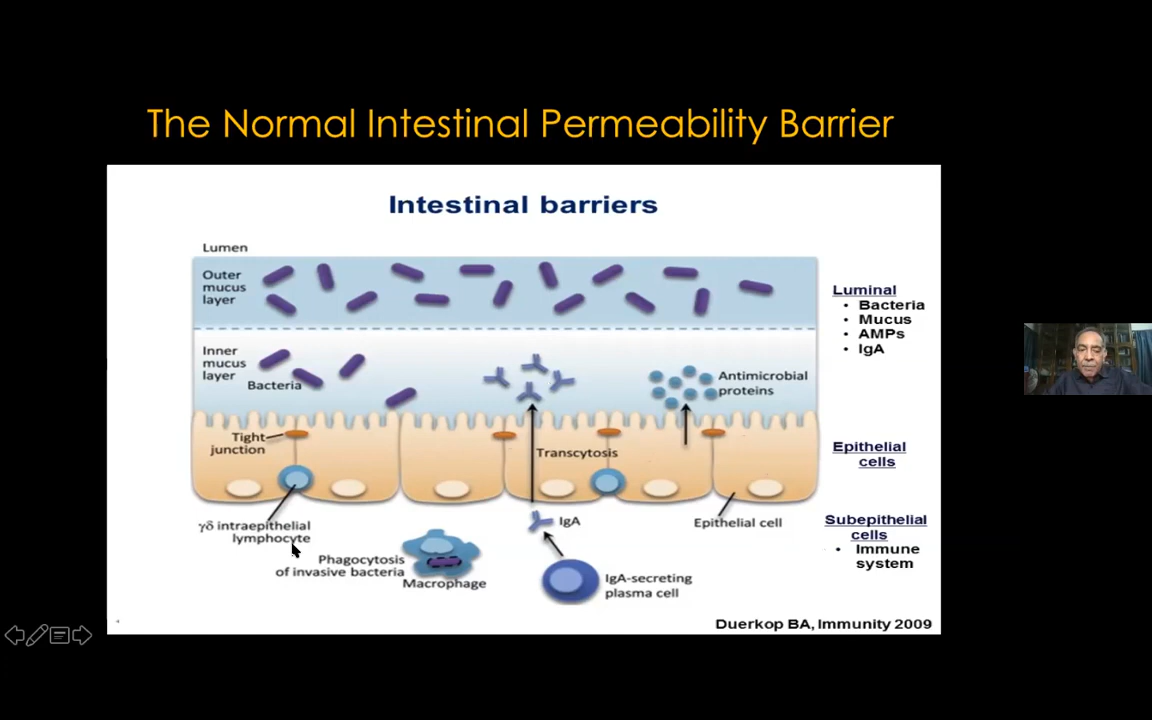 The Normal Intestinal Permeability Barrier
Intestinal barriers
Lumen
Outer
mucus
layer
Inner
mucus
layer
Bacteria
Antimicrobial
proteins
Tight
junction
Transcytosis
γδ intraepithelial
lymphocyte
Phagocytosis
of invasive bacteria
Macrophage
IgA
IgA-secreting
plasma cell
Epithelial cell
Luminal
• Bacteria
• Mucus
• AMPs
• IgA
Epithelial
cells
Subepithelial
cells
• Immune
system
Duerkop BA, Immunity 2009